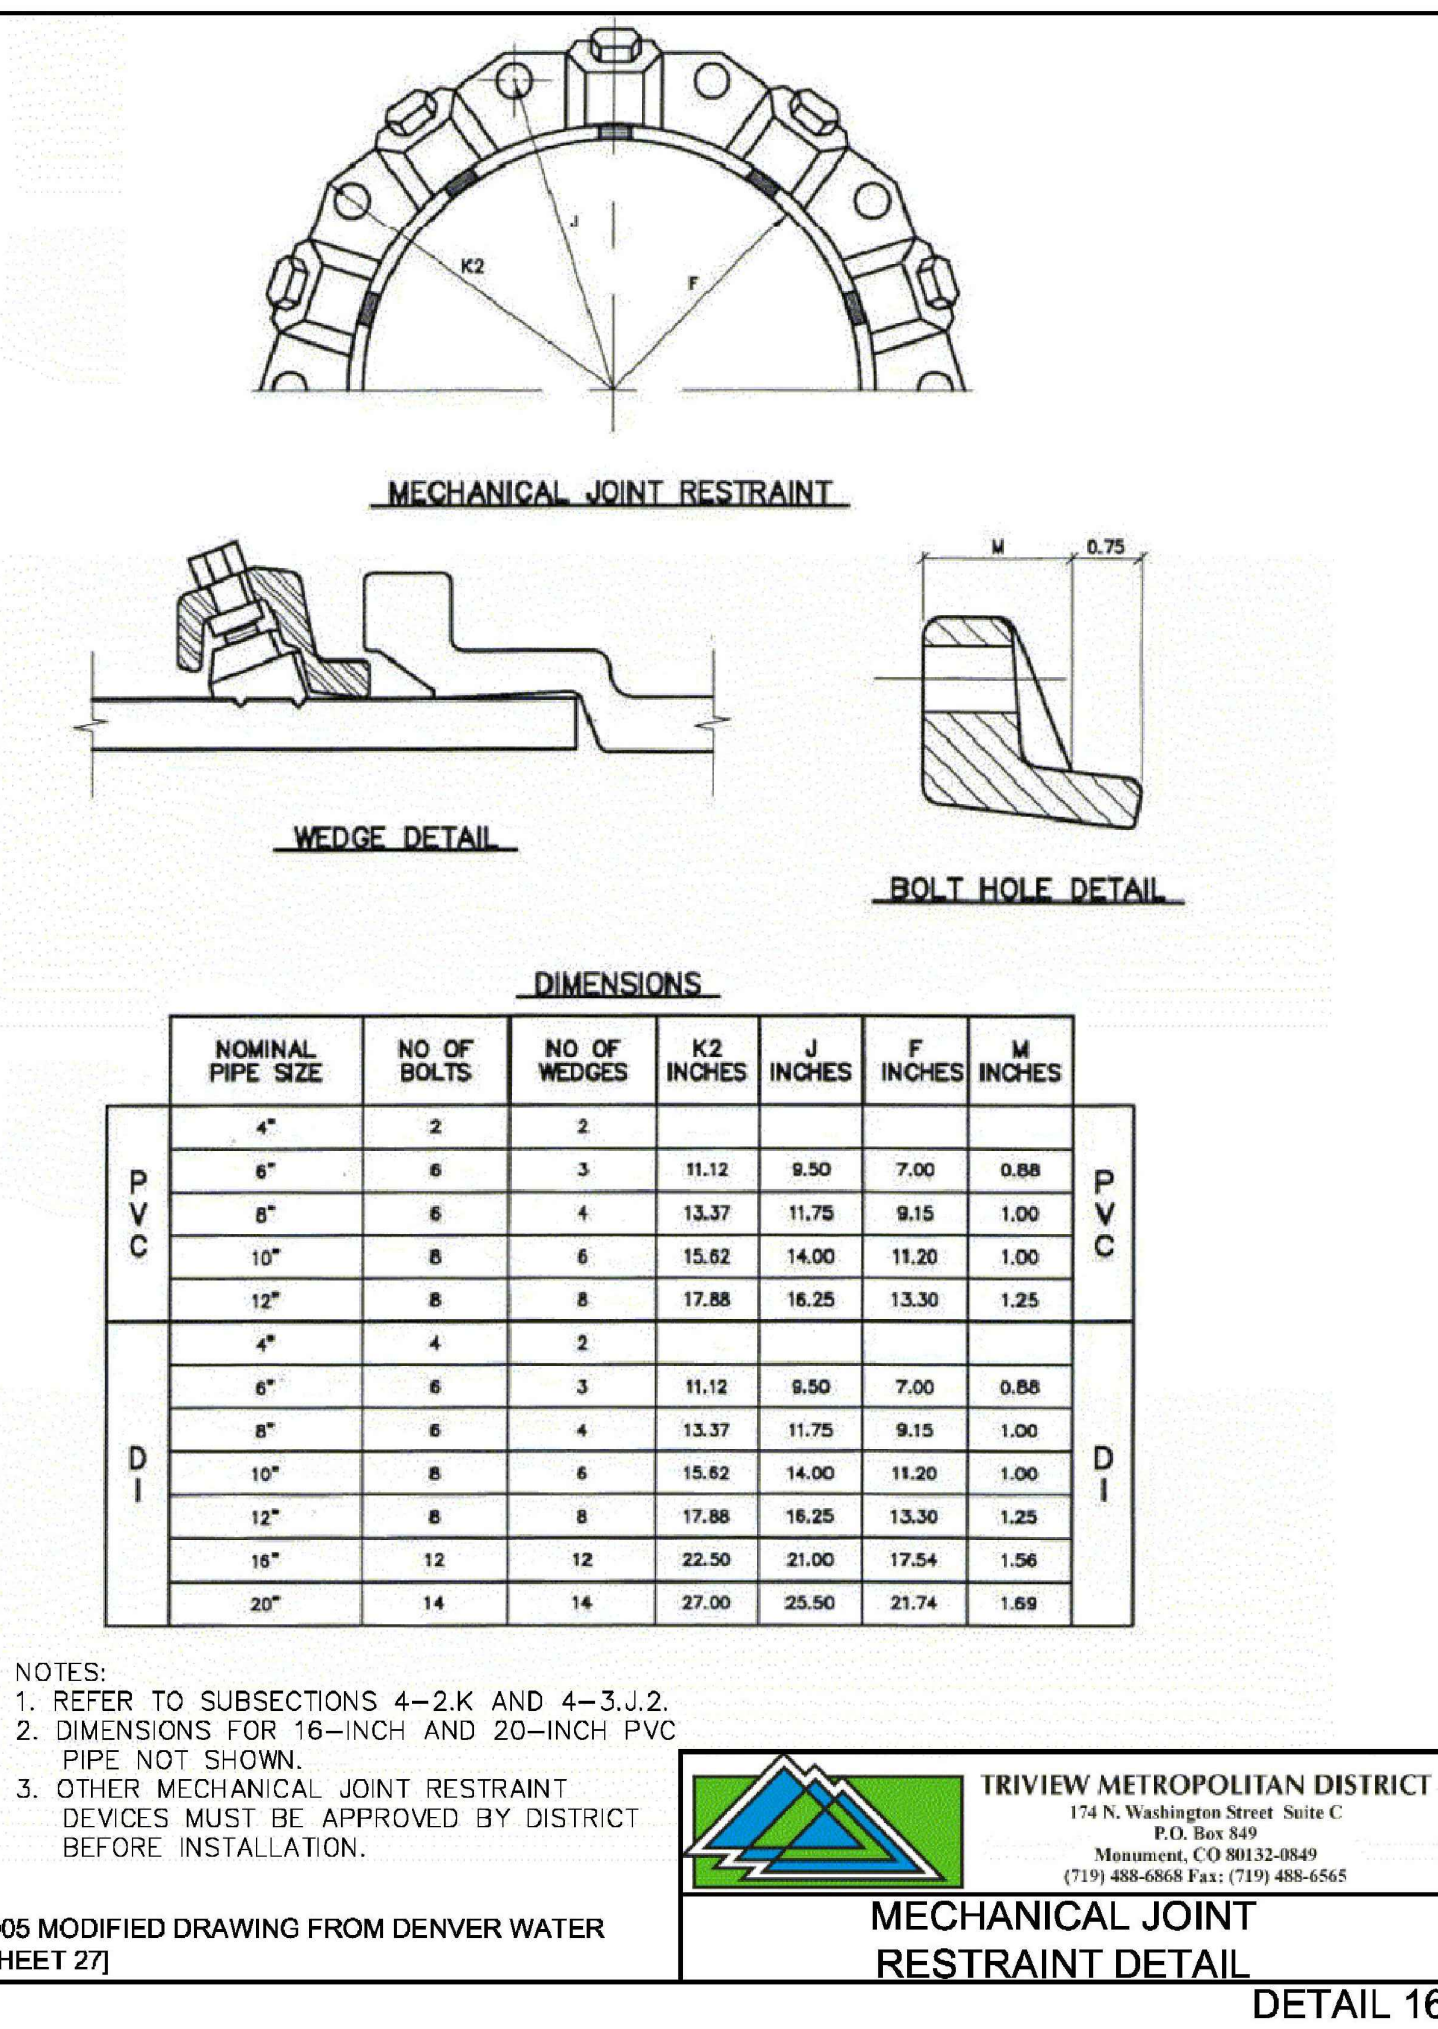 J
K2
F
MECHANICAL JOINT RESTRAINT
M 0.75
WEDGE DETAIL
BOLT HOLE DETAIL
DIMENSIONS
NOMINAL PIPE SIZE NO OF BOLTS NO OF WEDGES K2 INCHES J INCHES F INCHES M INCHES
PVC
4" 2 2
6" 6 3 11.12 9.50 7.00 0.88
8" 6 4 13.37 11.75 9.15 1.00
10" 8 6 15.62 14.00 11.20 1.00
12" 8 8 17.88 16.25 13.30 1.25
PVC
DI
4" 4 2
6" 6 3 11.12 9.50 7.00 0.88
8" 6 4 13.37 11.75 9.15 1.00
10" 8 6 15.62 14.00 11.20 1.00
12" 8 8 17.88 16.25 13.30 1.25
16" 12 12 22.50 21.00 17.54 1.56
20" 14 14 27.00 25.50 21.74 1.69
DI
NOTES:
1. REFER TO SUBSECTIONS 4-2.K AND 4-3.J.2.
2. DIMENSIONS FOR 16-INCH AND 20-INCH PVC
PIPE NOT SHOWN.
3. OTHER MECHANICAL JOINT RESTRAINT
DEVICES MUST BE APPROVED BY DISTRICT
BEFORE INSTALLATION.
05 MODIFIED DRAWING FROM DENVER WATER
HEET 27]
TRIVIEW METROPOLITAN DISTRICT
174 N. Washington Street Suite C
P.O. Box 849
Monument, CO 80132-0849
(719) 488-6868 Fax: (719) 488-6565
MECHANICAL JOINT
RESTRAINT DETAIL
DETAIL 16